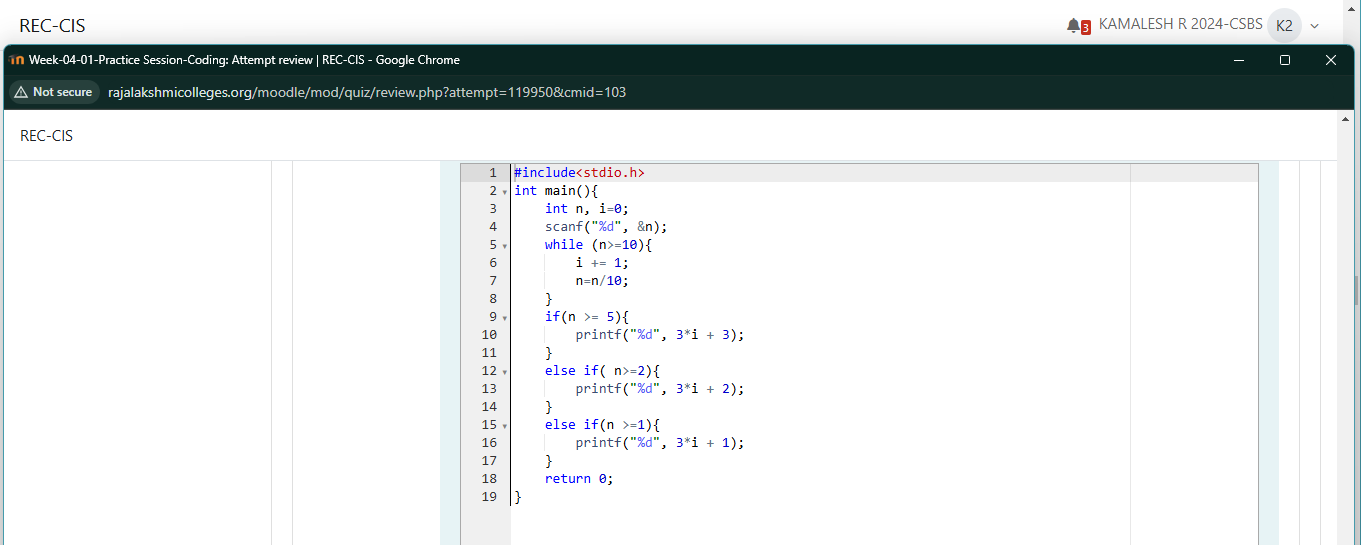 REC-CIS
3 KAMALESH R 2024-CSBS K2
Week-04-01-Practice Session-Coding: Attempt review | REC-CIS - Google Chrome
Not secure rajalakshmicolleges.org/moodle/mod/quiz/review.php?attempt=119950&cmid=103
REC-CIS
1 #include<stdio.h>
2 int main(){
3 int n, i=0;
4 scanf("%d", &n);
5 while (n>=10){
6 i += 1;
7 n=n/10;
8 }
9 if(n >= 5){
10 printf("%d", 3*i + 3);
11 }
12 else if( n>=2){
13 printf("%d", 3*i + 2);
14 }
15 else if(n >=1){
16 printf("%d", 3*i + 1);
17 }
18 return 0;
19 }